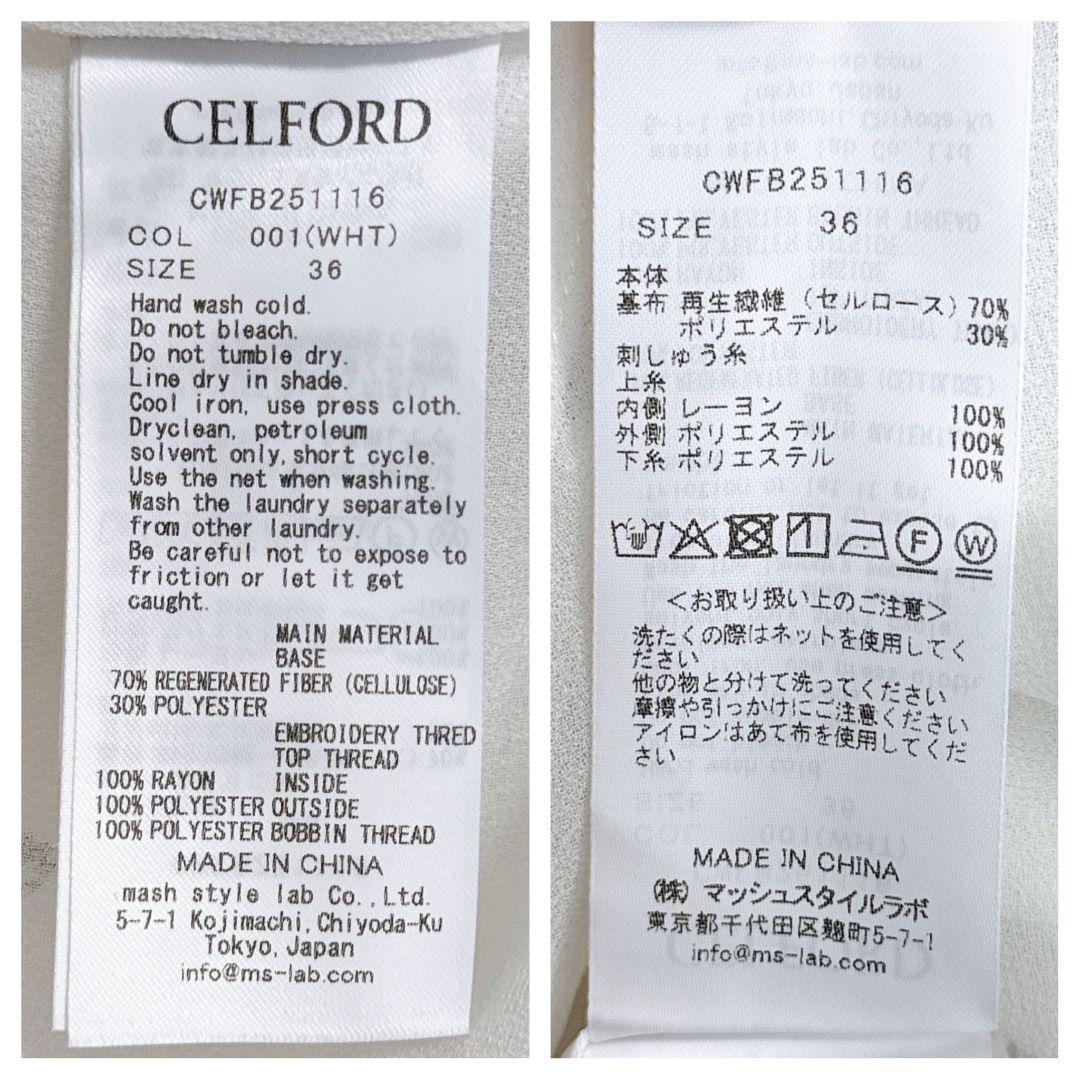 CELFORD
CWFB251116
COL 001(WHT)
SIZE 36
Hand wash cold.
Do not bleach.
Do not tumble dry.
Line dry in shade.
Cool iron, use press cloth.
Dryclean, petroleum
solvent only,short cycle.
Use the net when washing.
Wash the laundry separately
from other laundry.
Be careful not to expose to
friction or let it get
caught.
MAIN MATERIAL
BASE
70% REGENERATED FIBER (CELLULOSE)
30% POLYESTER
EMBROIDERY THRED
TOP THREAD
100% RAYON INSIDE
100% POLYESTER OUTSIDE
100% POLYESTER BOBBIN THREAD
MADE IN CHINA
mash style lab Co.,Ltd.
5-7-1 Kojimachi,Chiyoda-Ku
Tokyo,Japan
info@ms-lab.com
CWFB251116
SIZE 36
本体
基布 再生繊維（セルロース）70%
ポリエステル 30%
刺しゅう糸
上糸
内側 レーヨン 100%
外側 ポリエステル 100%
下糸 ポリエステル 100%
F W
＜お取り扱い上のご注意＞
洗たくの際はネットを使用してく
ださい
他の物と分けて洗ってください
摩擦や引っかけにご注意ください
アイロンはあて布を使用してくだ
さい
MADE IN CHINA
(株) マッシュスタイルラボ
東京都千代田区麹町5-7-1
info@ms-lab.com